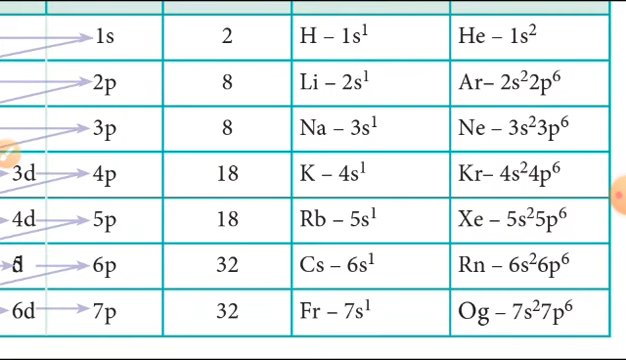 1s 2 H – 1s¹ He – 1s²
2p 8 Li – 2s¹ Ar– 2s²2p⁶
3p 8 Na – 3s¹ Ne – 3s²3p⁶
3d 4p 18 K – 4s¹ Kr– 4s²4p⁶
4d 5p 18 Rb – 5s¹ Xe – 5s²5p⁶
6p 32 Cs – 6s¹ Rn – 6s²6p⁶
6d 7p 32 Fr – 7s¹ Og – 7s²7p⁶